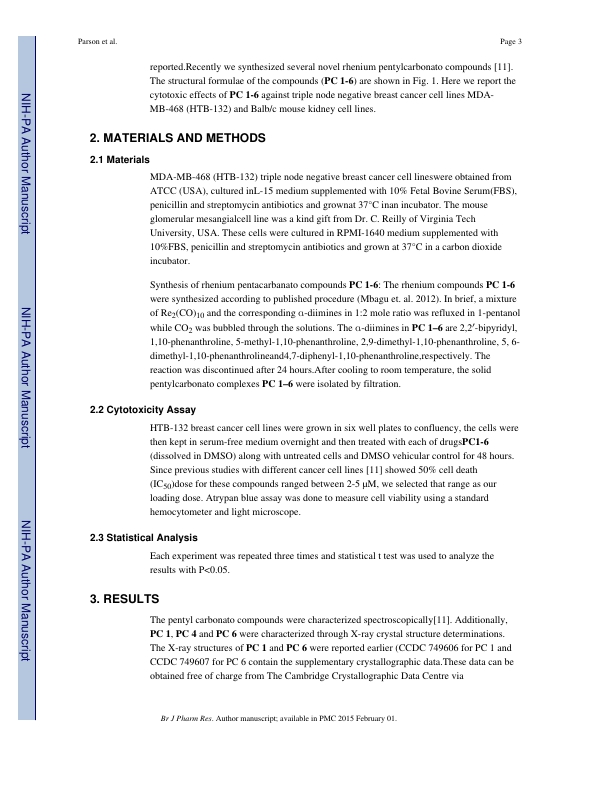 Parson et al.
Page 3
NIH-PA Author Manuscript
NIH-PA Author Manuscript
NIH-PA Author Manuscript
reported.Recently we synthesized several novel rhenium pentylcarbonato compounds [11].
The structural formulae of the compounds (PC 1-6) are shown in Fig. 1. Here we report the
cytotoxic effects of PC 1-6 against triple node negative breast cancer cell lines MDA-
MB-468 (HTB-132) and Balb/c mouse kidney cell lines.
2. MATERIALS AND METHODS
2.1 Materials
MDA-MB-468 (HTB-132) triple node negative breast cancer cell lineswere obtained from
ATCC (USA), cultured inL-15 medium supplemented with 10% Fetal Bovine Serum(FBS),
penicillin and streptomycin antibiotics and grownat 37°C inan incubator. The mouse
glomerular mesangialcell line was a kind gift from Dr. C. Reilly of Virginia Tech
University, USA. These cells were cultured in RPMI-1640 medium supplemented with
10%FBS, penicillin and streptomycin antibiotics and grown at 37°C in a carbon dioxide
incubator.
Synthesis of rhenium pentacarbanato compounds PC 1-6: The rhenium compounds PC 1-6
were synthesized according to published procedure (Mbagu et. al. 2012). In brief, a mixture
of Re2(CO)10 and the corresponding α-diimines in 1:2 mole ratio was refluxed in 1-pentanol
while CO2 was bubbled through the solutions. The α-diimines in PC 1–6 are 2,2′-bipyridyl,
1,10-phenanthroline, 5-methyl-1,10-phenanthroline, 2,9-dimethyl-1,10-phenanthroline, 5, 6-
dimethyl-1,10-phenanthrolineand4,7-diphenyl-1,10-phenanthroline,respectively. The
reaction was discontinued after 24 hours.After cooling to room temperature, the solid
pentylcarbonato complexes PC 1–6 were isolated by filtration.
2.2 Cytotoxicity Assay
HTB-132 breast cancer cell lines were grown in six well plates to confluency, the cells were
then kept in serum-free medium overnight and then treated with each of drugsPC1-6
(dissolved in DMSO) along with untreated cells and DMSO vehicular control for 48 hours.
Since previous studies with different cancer cell lines [11] showed 50% cell death
(IC50)dose for these compounds ranged between 2-5 μM, we selected that range as our
loading dose. Atrypan blue assay was done to measure cell viability using a standard
hemocytometer and light microscope.
2.3 Statistical Analysis
Each experiment was repeated three times and statistical t test was used to analyze the
results with P<0.05.
3. RESULTS
The pentyl carbonato compounds were characterized spectroscopically[11]. Additionally,
PC 1, PC 4 and PC 6 were characterized through X-ray crystal structure determinations.
The X-ray structures of PC 1 and PC 6 were reported earlier (CCDC 749606 for PC 1 and
CCDC 749607 for PC 6 contain the supplementary crystallographic data.These data can be
obtained free of charge from The Cambridge Crystallographic Data Centre via
Br J Pharm Res. Author manuscript; available in PMC 2015 February 01.